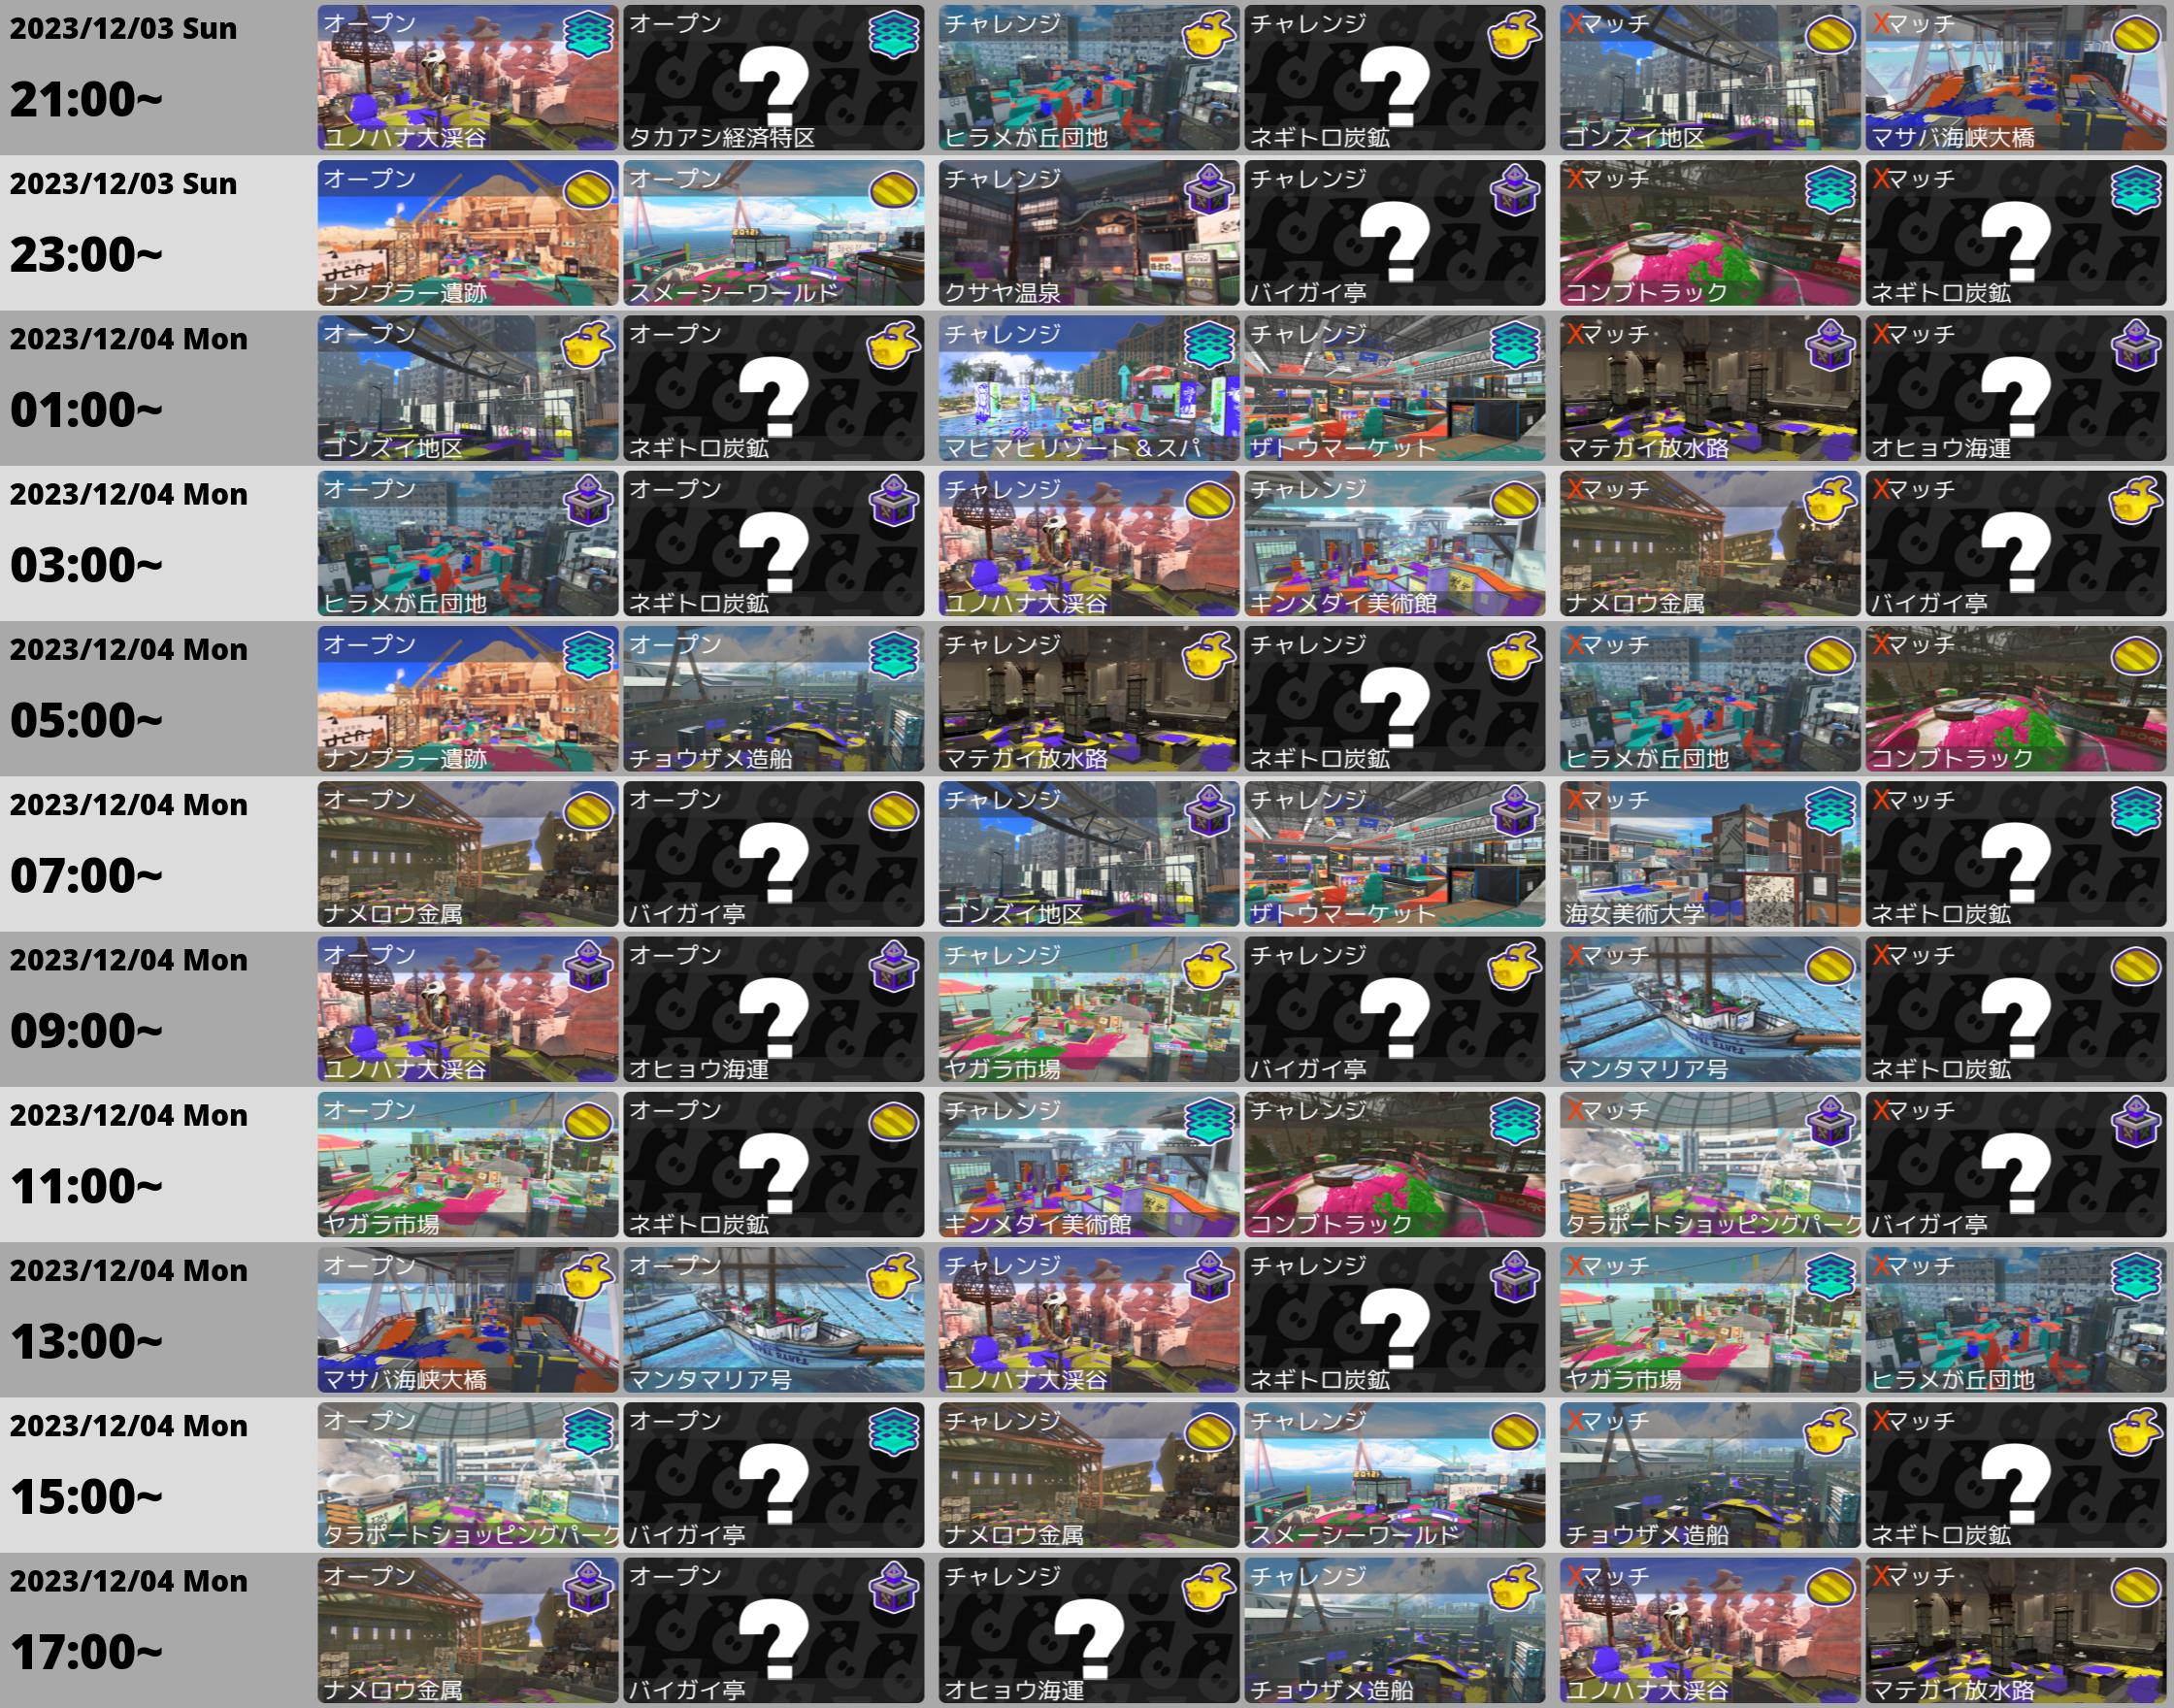 2023/12/03 Sun
21:00~
オープン
ユノハナ大渓谷
オープン
タカアシ経済特区
チャレンジ
ヒラメが丘団地
チャレンジ
ネギトロ炭鉱
Xマッチ
ゴンズイ地区
Xマッチ
マサバ海峡大橋
2023/12/03 Sun
23:00~
オープン
ナンプラー遺跡
オープン
スメーシーワールド
チャレンジ
クサヤ温泉
チャレンジ
バイガイ亭
Xマッチ
コンブトラック
Xマッチ
ネギトロ炭鉱
2023/12/04 Mon
01:00~
オープン
ゴンズイ地区
オープン
ネギトロ炭鉱
チャレンジ
マヒマヒリゾート＆スパ
チャレンジ
ザトウマーケット
Xマッチ
マテガイ放水路
Xマッチ
オヒョウ海運
2023/12/04 Mon
03:00~
オープン
ヒラメが丘団地
オープン
ネギトロ炭鉱
チャレンジ
ユノハナ大渓谷
チャレンジ
キンメダイ美術館
Xマッチ
ナメロウ金属
Xマッチ
バイガイ亭
2023/12/04 Mon
05:00~
オープン
ナンプラー遺跡
オープン
チョウザメ造船
チャレンジ
マテガイ放水路
チャレンジ
ネギトロ炭鉱
Xマッチ
ヒラメが丘団地
Xマッチ
コンブトラック
2023/12/04 Mon
07:00~
オープン
ナメロウ金属
オープン
バイガイ亭
チャレンジ
ゴンズイ地区
チャレンジ
ザトウマーケット
Xマッチ
海女美術大学
Xマッチ
ネギトロ炭鉱
2023/12/04 Mon
09:00~
オープン
ユノハナ大渓谷
オープン
オヒョウ海運
チャレンジ
ヤガラ市場
チャレンジ
バイガイ亭
Xマッチ
マンタマリア号
Xマッチ
ネギトロ炭鉱
2023/12/04 Mon
11:00~
オープン
ヤガラ市場
オープン
ネギトロ炭鉱
チャレンジ
キンメダイ美術館
チャレンジ
コンブトラック
Xマッチ
タラポートショッピングパーク
Xマッチ
バイガイ亭
2023/12/04 Mon
13:00~
オープン
マサバ海峡大橋
オープン
マンタマリア号
チャレンジ
ユノハナ大渓谷
チャレンジ
ネギトロ炭鉱
Xマッチ
ヤガラ市場
Xマッチ
ヒラメが丘団地
2023/12/04 Mon
15:00~
オープン
タラポートショッピングパーク
オープン
バイガイ亭
チャレンジ
ナメロウ金属
チャレンジ
スメーシーワールド
Xマッチ
チョウザメ造船
Xマッチ
ネギトロ炭鉱
2023/12/04 Mon
17:00~
オープン
ナメロウ金属
オープン
バイガイ亭
チャレンジ
オヒョウ海運
チャレンジ
チョウザメ造船
Xマッチ
ユノハナ大渓谷
Xマッチ
マテガイ放水路